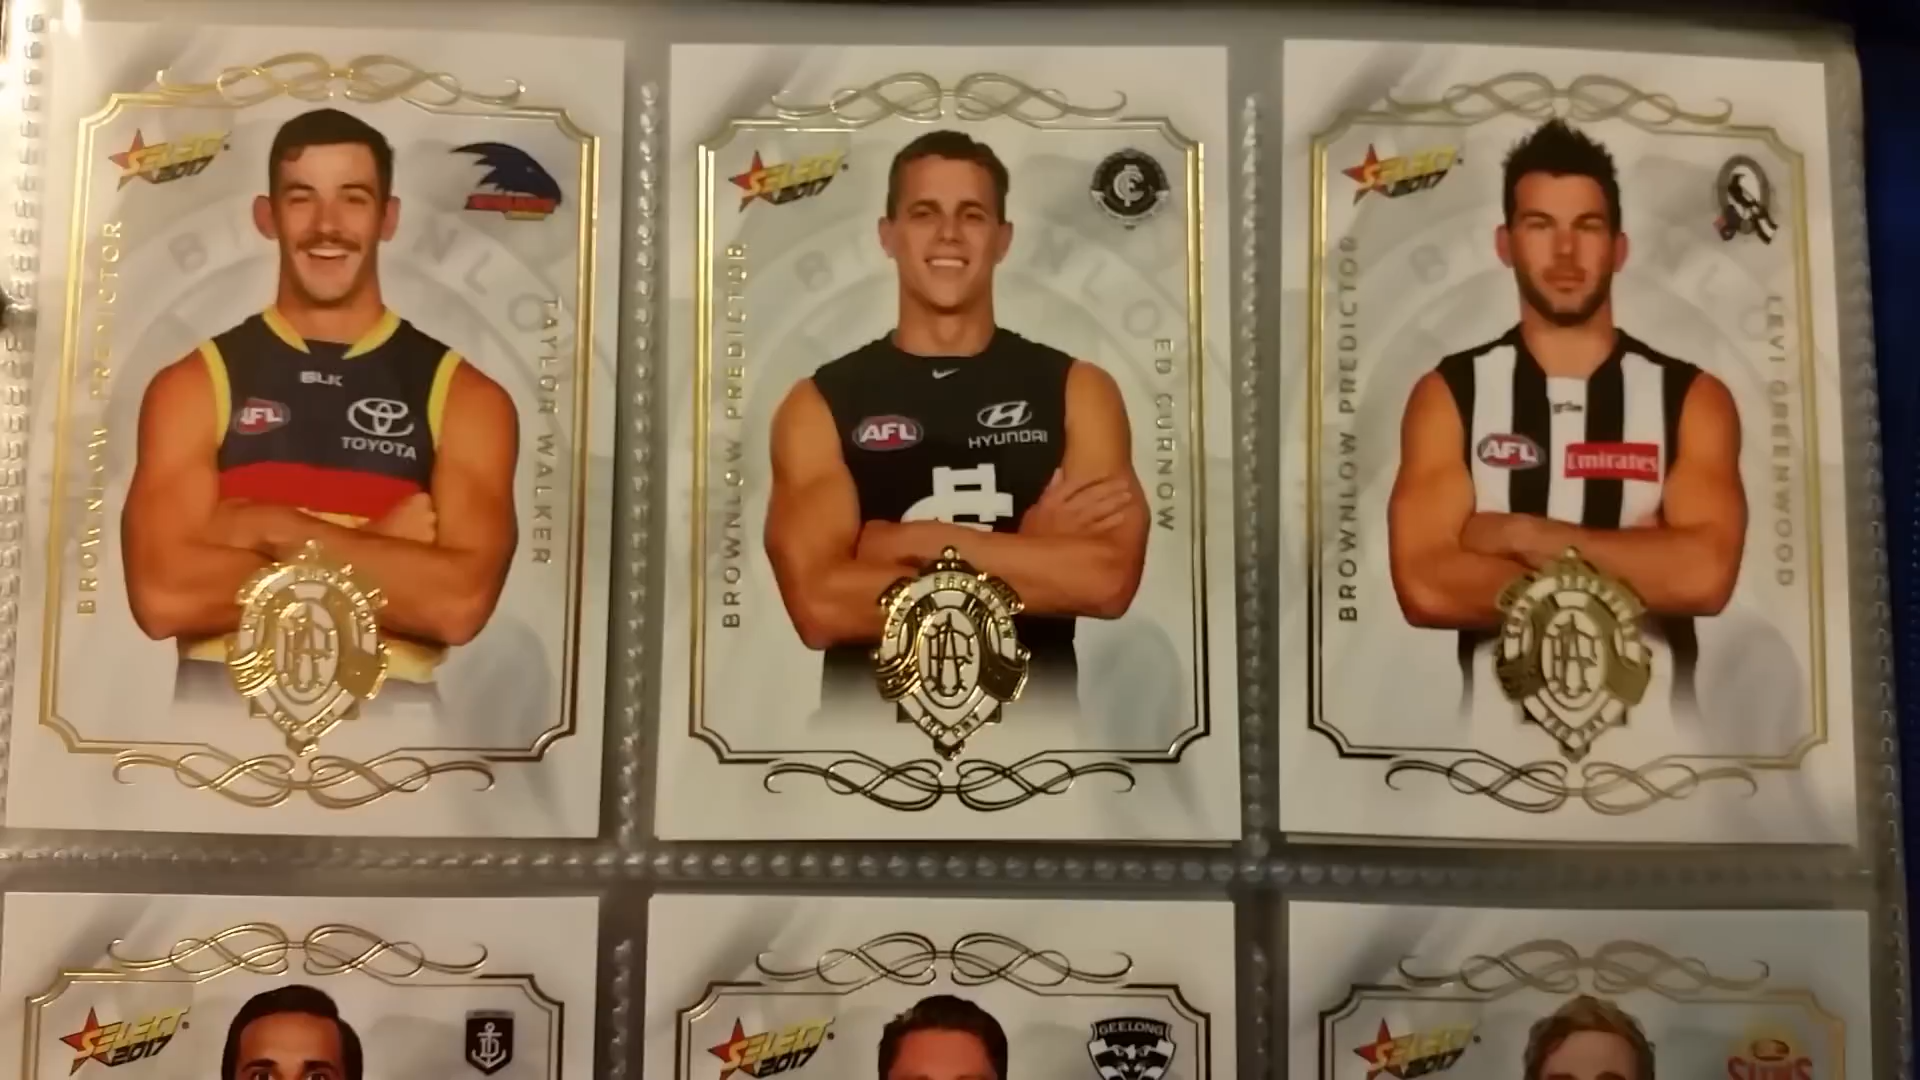 SELECT
2017
BROWNLOW PREDICTOR
TAYLOR WALKER
BLK
AFL
TOYOTA
SELECT
2017
BROWNLOW PREDICTOR
ED CURNOW
AFL
HYUNDAI
BROWNLOW
SELECT
2017
BROWNLOW PREDICTOR
LEVI GREENWOOD
AFL
Emirates
SELECT
2017
SELECT
2017
GEELONG
SELECT
2017
SUNS